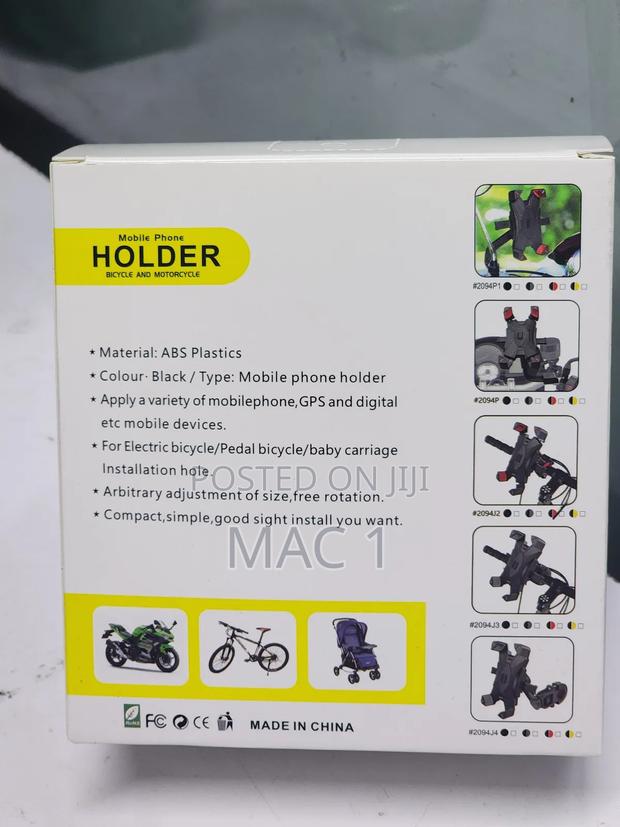 Mobile Phone
HOLDER
BICYCLE AND MOTORCYCLE
★ Material: ABS Plastics
★ Colour· Black / Type: Mobile phone holder
★ Apply a variety of mobilephone,GPS and digital
etc mobile devices.
★ For Electric bicycle/Pedal bicycle/baby carriage
Installation hole.
★ Arbitrary adjustment of size,free rotation.
★ Compact,simple,good sight install you want.
POSTED ON JIJI
MAC 1
#2094P1
#2094P
#2094J2
#2094J3
#2094J4
RoHS
FC CE MADE IN CHINA